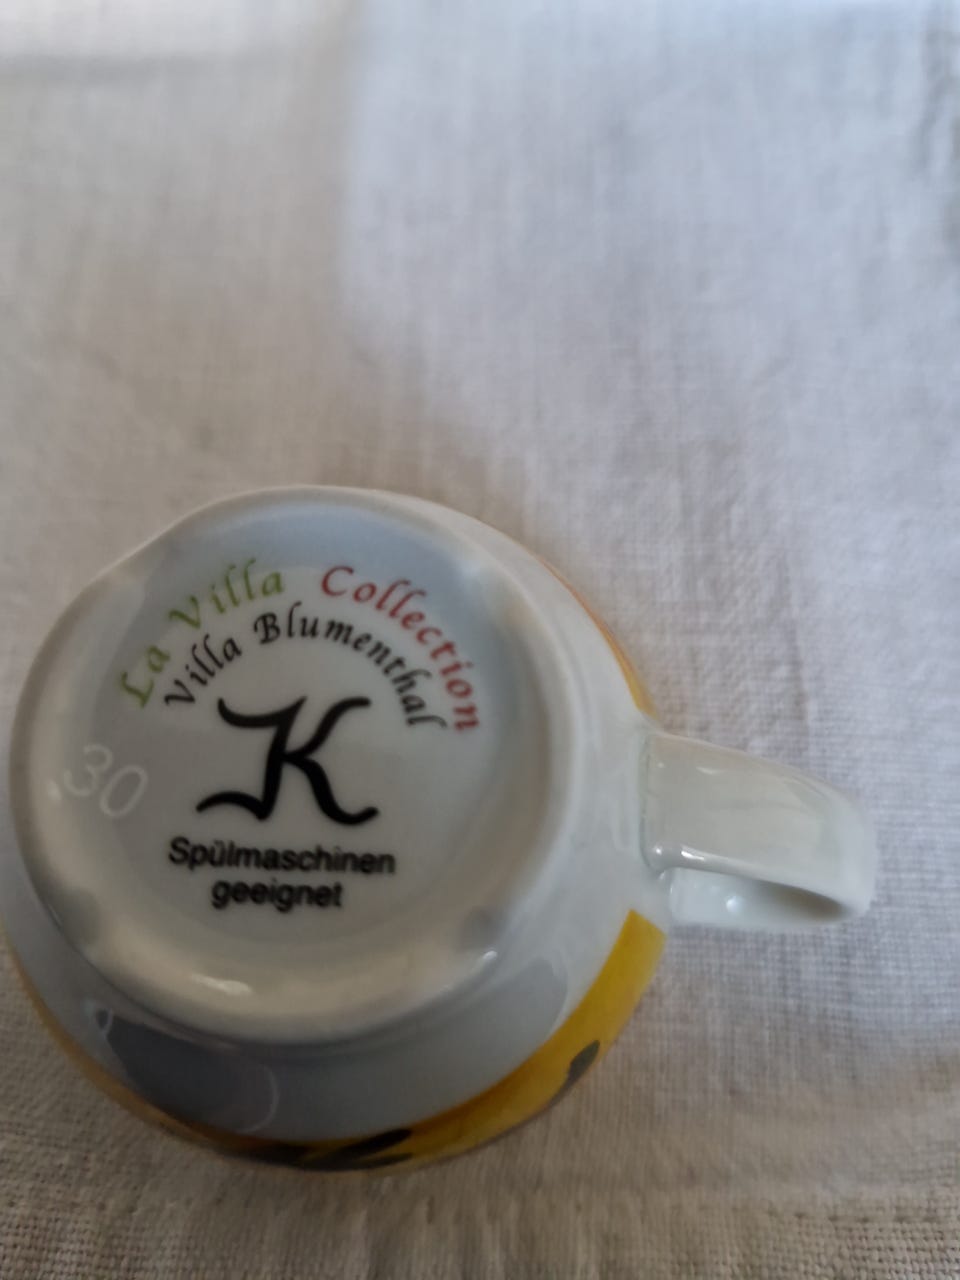 La Villa Collection
Villa Blumenthal
K
30
Spülmaschinen
geeignet